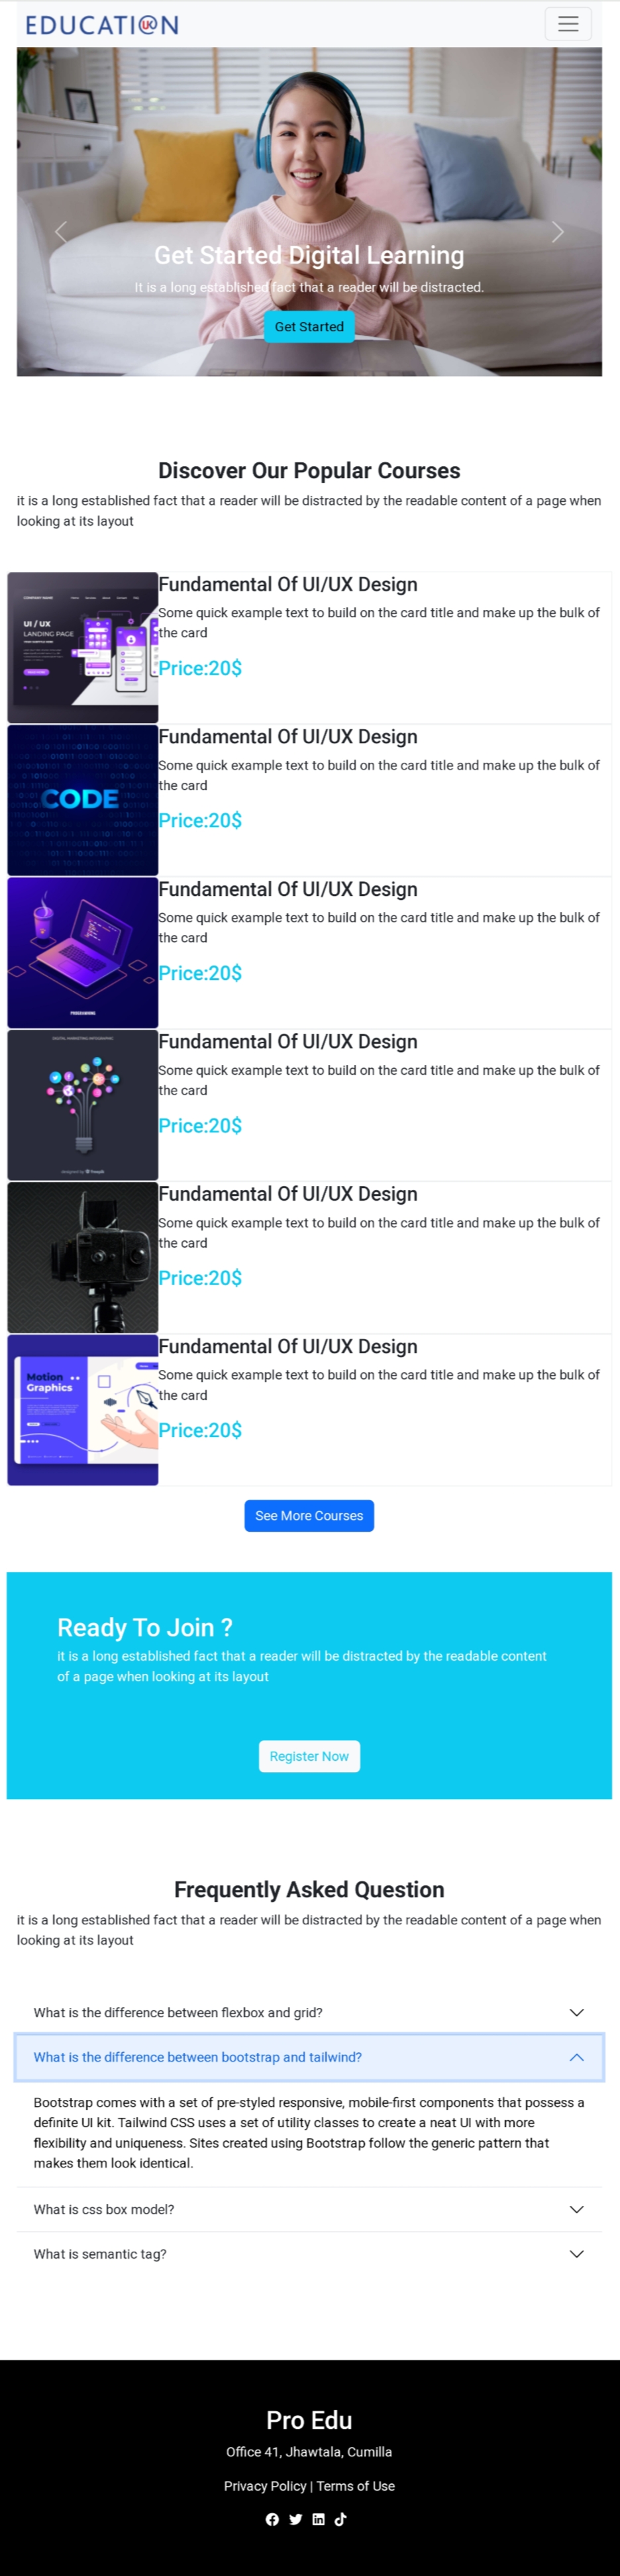 EDUCATION
UK
Get Started Digital Learning
It is a long established fact that a reader will be distracted.
Get Started
Discover Our Popular Courses
it is a long established fact that a reader will be distracted by the readable content of a page when
looking at its layout
UI / UX
LANDING PAGE
Fundamental Of UI/UX Design
Some quick example text to build on the card title and make up the bulk of
the card
Price:20$
CODE
Fundamental Of UI/UX Design
Some quick example text to build on the card title and make up the bulk of
the card
Price:20$
PROGRAMMING
Fundamental Of UI/UX Design
Some quick example text to build on the card title and make up the bulk of
the card
Price:20$
DIGITAL MARKETING INFOGRAPHIC
designed by freepik
Fundamental Of UI/UX Design
Some quick example text to build on the card title and make up the bulk of
the card
Price:20$
Fundamental Of UI/UX Design
Some quick example text to build on the card title and make up the bulk of
the card
Price:20$
Motion
Graphics
Fundamental Of UI/UX Design
Some quick example text to build on the card title and make up the bulk of
the card
Price:20$
See More Courses
Ready To Join ?
it is a long established fact that a reader will be distracted by the readable content
of a page when looking at its layout
Register Now
Frequently Asked Question
it is a long established fact that a reader will be distracted by the readable content of a page when
looking at its layout
What is the difference between flexbox and grid?
What is the difference between bootstrap and tailwind?
Bootstrap comes with a set of pre-styled responsive, mobile-first components that possess a
definite UI kit. Tailwind CSS uses a set of utility classes to create a neat UI with more
flexibility and uniqueness. Sites created using Bootstrap follow the generic pattern that
makes them look identical.
What is css box model?
What is semantic tag?
Pro Edu
Office 41, Jhawtala, Cumilla
Privacy Policy | Terms of Use